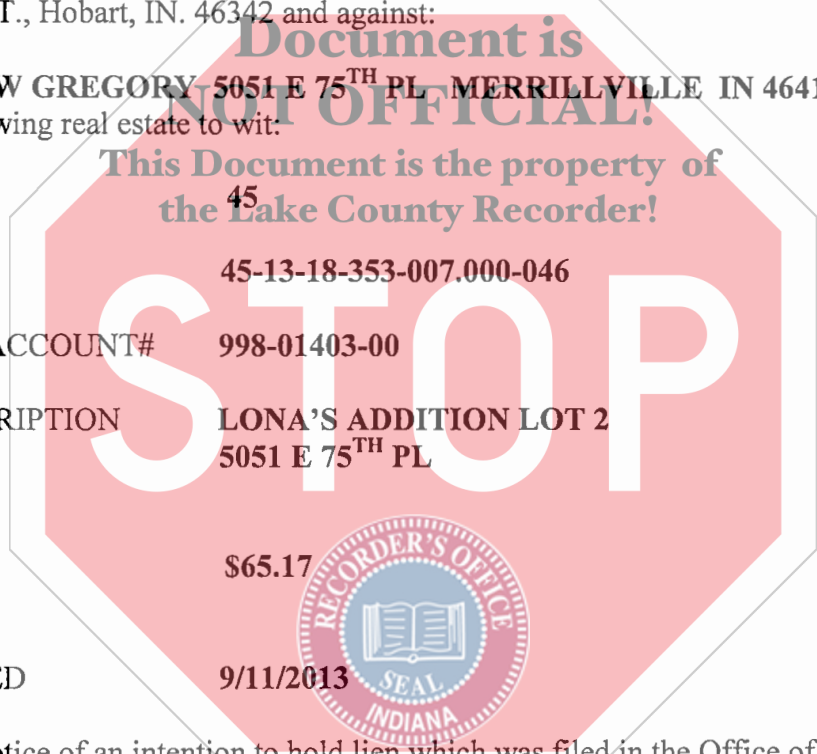 T., Hobart, IN. 46342 and against:
Document is
W GREGORY 5051 E 75TH PL MERRILLVILLE IN 4641
NOT OFFICIAL!
wing real estate to wit:
This Document is the property of
45
the Lake County Recorder!
45-13-18-353-007.000-046
STOP
ACCOUNT# 998-01403-00
RIPTION LONA'S ADDITION LOT 2
5051 E 75TH PL
$65.17
RECORDER'S OFFICE
SEAL
INDIANA
ED 9/11/2013
tice of an intention to hold lien which was filed in the Office of